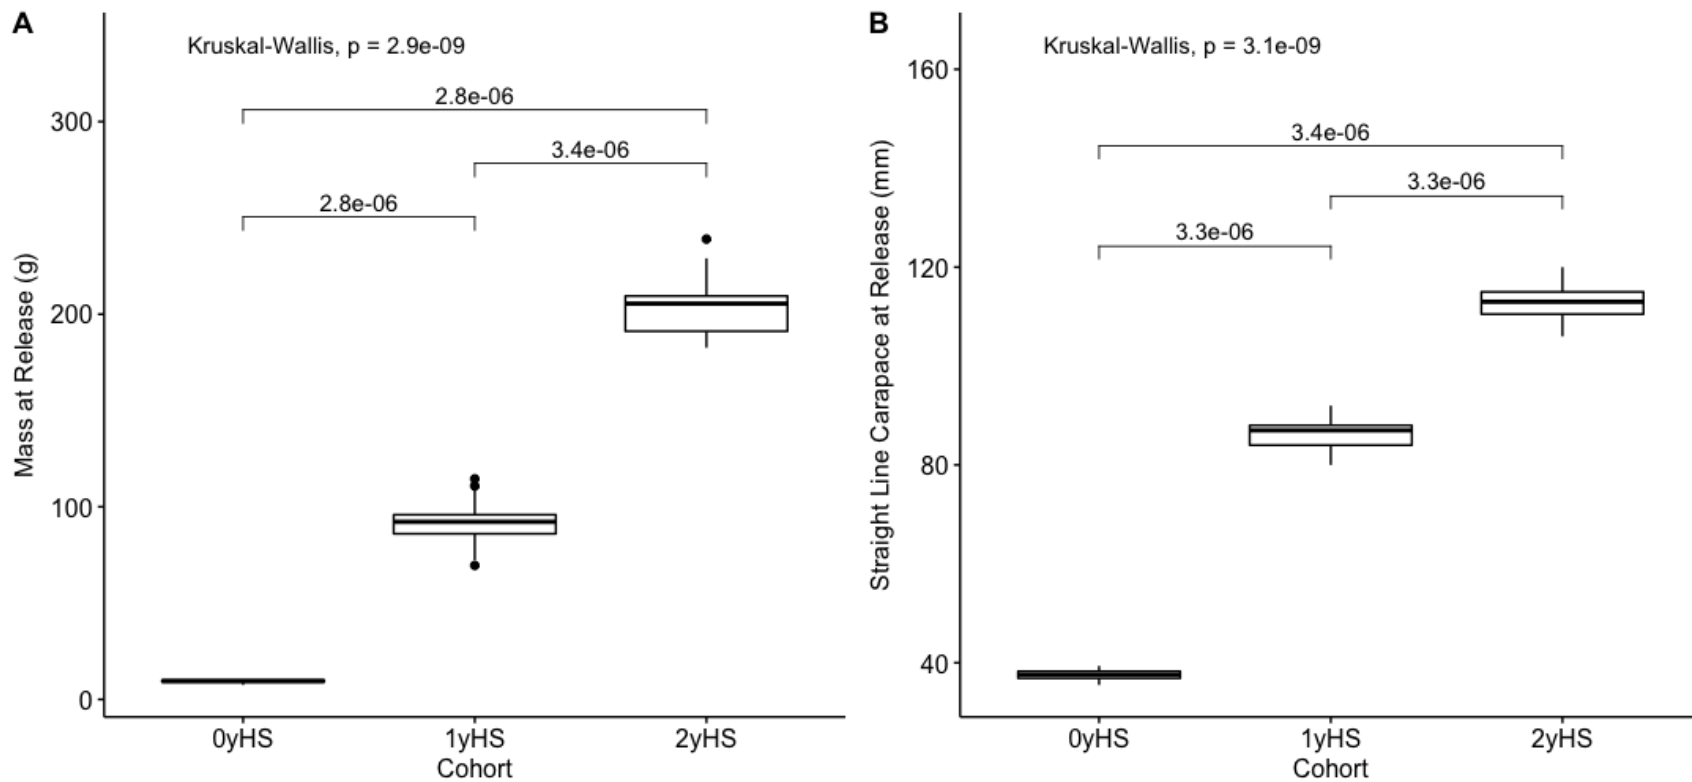 A
Kruskal-Wallis, p = 2.9e-09
2.8e-06
3.4e-06
2.8e-06
300
200
100
0
Mass at Release (g)
0yHS 1yHS 2yHS
Cohort
B
Kruskal-Wallis, p = 3.1e-09
3.4e-06
3.3e-06
3.3e-06
160
120
80
40
Straight Line Carapace at Release (mm)
0yHS 1yHS 2yHS
Cohort